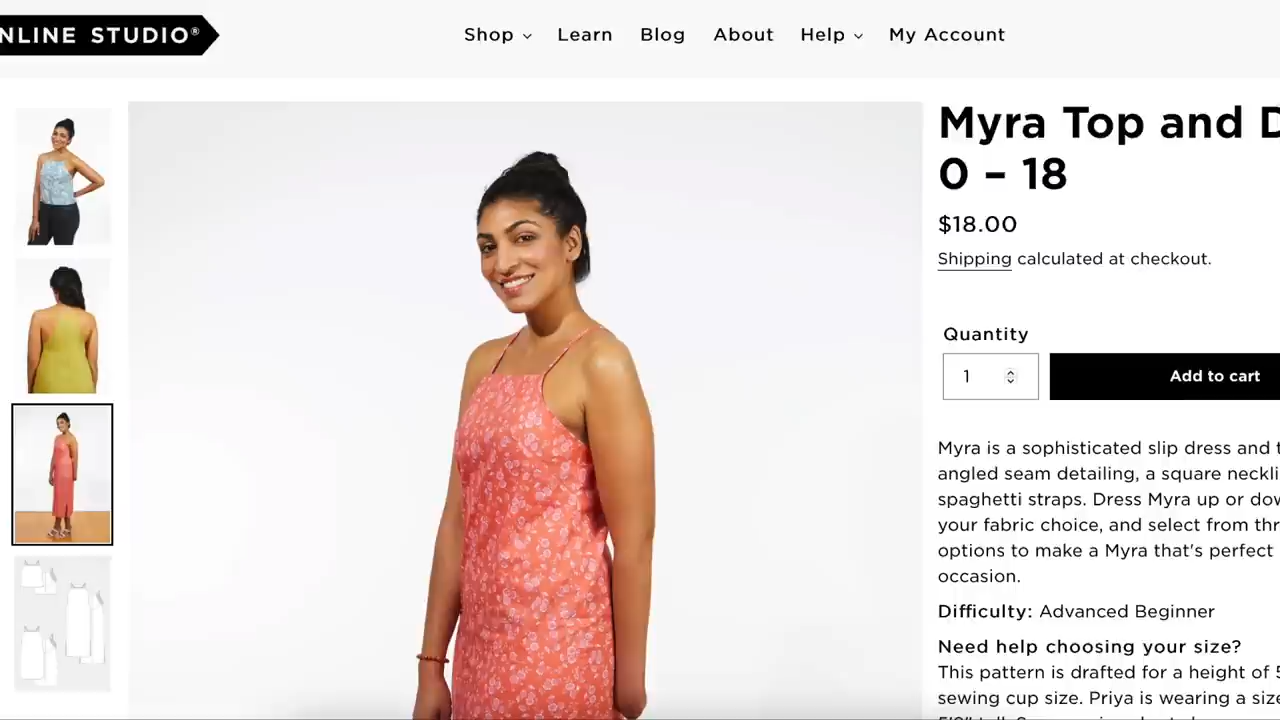 NLINE STUDIO®
Shop Learn Blog About Help My Account
Myra Top and D
0 – 18
$18.00
Shipping calculated at checkout.
Quantity
1
Add to cart
Myra is a sophisticated slip dress and t
angled seam detailing, a square neckli
spaghetti straps. Dress Myra up or dow
your fabric choice, and select from thr
options to make a Myra that's perfect
occasion.
Difficulty: Advanced Beginner
Need help choosing your size?
This pattern is drafted for a height of 5
sewing cup size. Priya is wearing a size